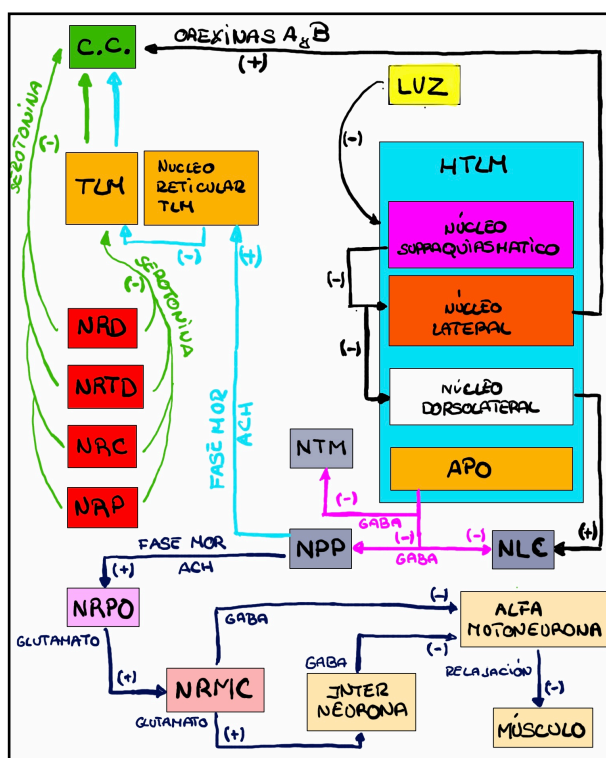 OREXINAS A y B
(+)
C.C.
LUZ
(-)
SEROTONINA
(-)
HTLM
TLM
NUCLEO
RETICULAR
TLM
(-)
(+)
NÚCLEO
SUPRAQUIASMATICO
(-)
NÚCLEO
LATERAL
(-)
SEROTONINA
(-)
NRD
NRTD
NRC
NRP
NÚCLEO
DORSOLATERAL
FASE MOR
ACH
NTM
APO
(-)
GABA
(-)
GABA
(-)
(+)
NPP
NLC
FASE MOR
ACH
(+)
NRPO
GLUTAMATO
(+)
NRMC
GLUTAMATO
(+)
GABA
(-)
GABA
(-)
INTER
NEURONA
ALFA
MOTONEURONA
RELAJACIÓN
(-)
MÚSCULO